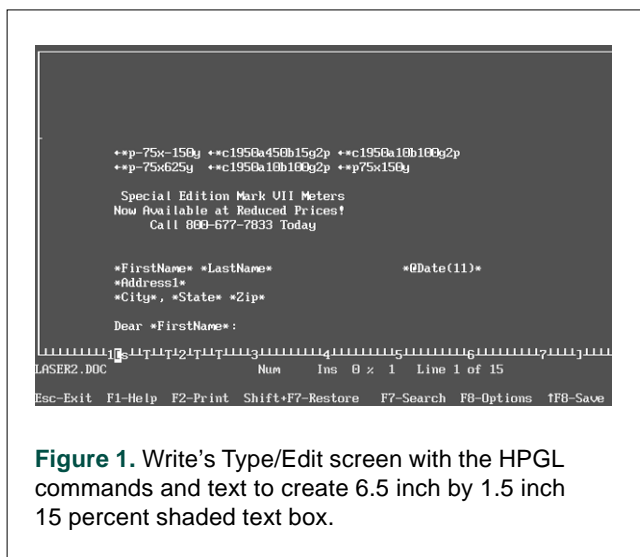 ←*p-75x-150y ←*c1950a450b15g2p ←*c1950a10b100g2p
←*p-75x625y ←*c1950a10b100g2p ←*p75x150y
Special Edition Mark VII Meters
Now Available at Reduced Prices!
Call 800-677-7833 Today
*FirstName* *LastName* *@Date(11)*
*Address1*
*City*, *State* *Zip*
Dear *FirstName*:
LASER2.DOC Num Ins 0 % 1 Line 1 of 15
Esc-Exit F1-Help F2-Print Shift+F7-Restore F7-Search F8-Options ↑F8-Save
Figure 1. Write's Type/Edit screen with the HPGL
commands and text to create 6.5 inch by 1.5 inch
15 percent shaded text box.